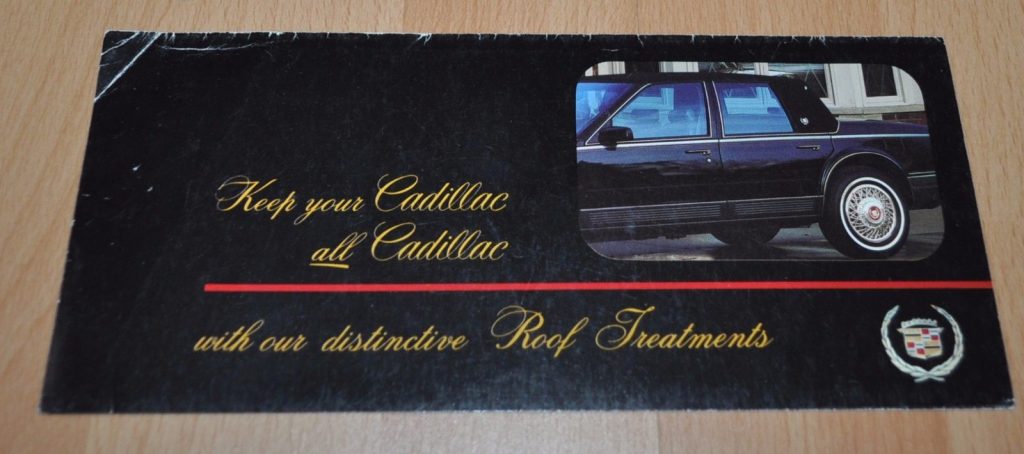 Keep your Cadillac
all Cadillac
with our distinctive Roof Treatments